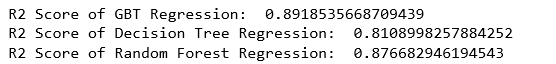 R2 Score of GBT Regression:  0.8918535668709439
R2 Score of Decision Tree Regression:  0.8108998257884252
R2 Score of Random Forest Regression:  0.876682946194543